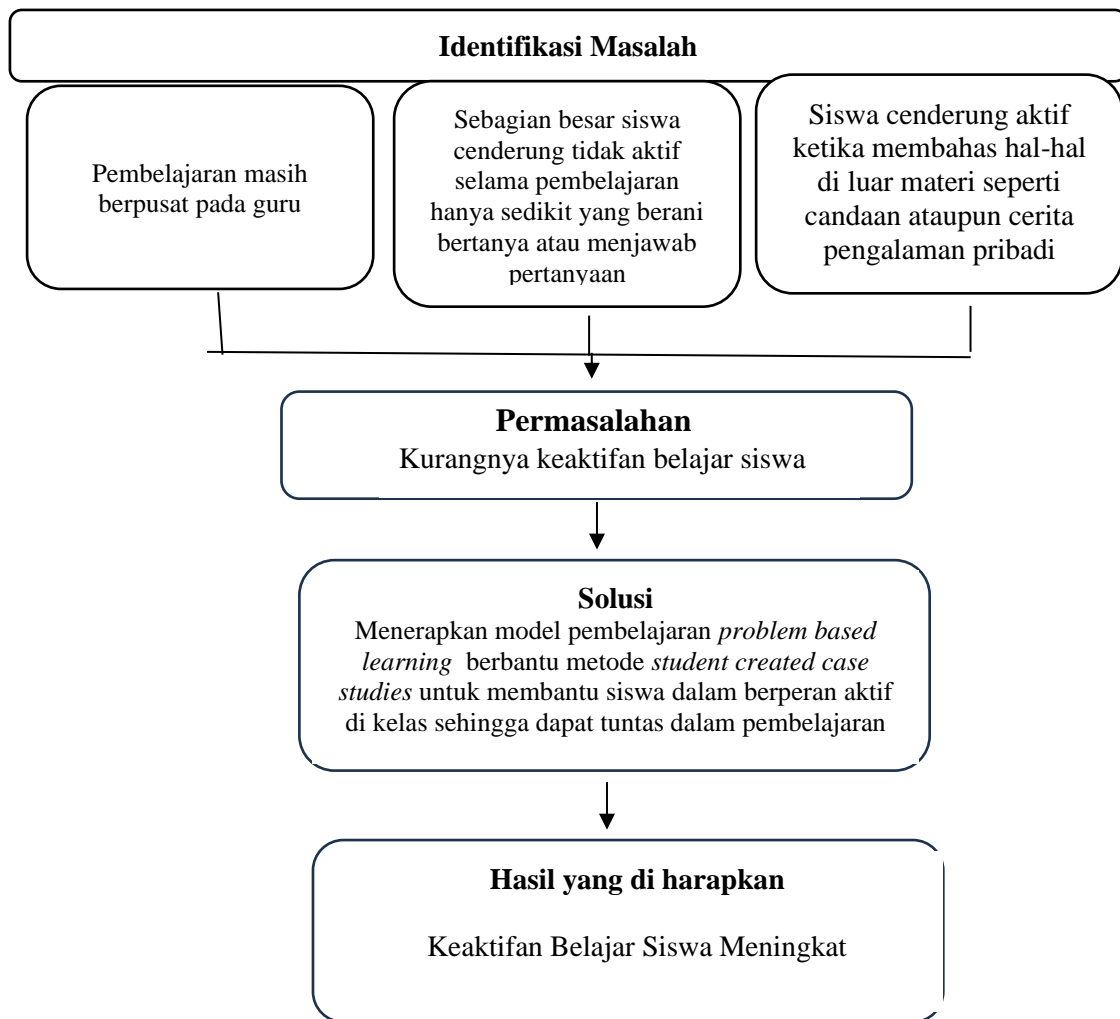 Identifikasi Masalah
Pembelajaran masih
berpusat pada guru
Sebagian besar siswa
cenderung tidak aktif
selama pembelajaran
hanya sedikit yang berani
bertanya atau menjawab
pertanyaan
Siswa cenderung aktif
ketika membahas hal-hal
di luar materi seperti
candaan ataupun cerita
pengalaman pribadi
Permasalahan
Kurangnya keaktifan belajar siswa
Solusi
Menerapkan model pembelajaran problem based
learning berbantu metode student created case
studies untuk membantu siswa dalam berperan aktif
di kelas sehingga dapat tuntas dalam pembelajaran
Hasil yang di harapkan
Keaktifan Belajar Siswa Meningkat